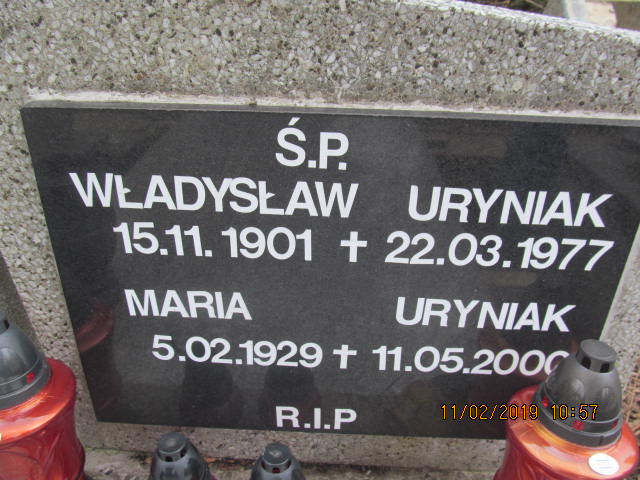 Ś.P.
WŁADYSŁAW URYNIAK
15.11.1901 ✝ 22.03.1977
MARIA URYNIAK
5.02.1929 ✝ 11.05.2000
R.I.P
11/02/2019 10:57